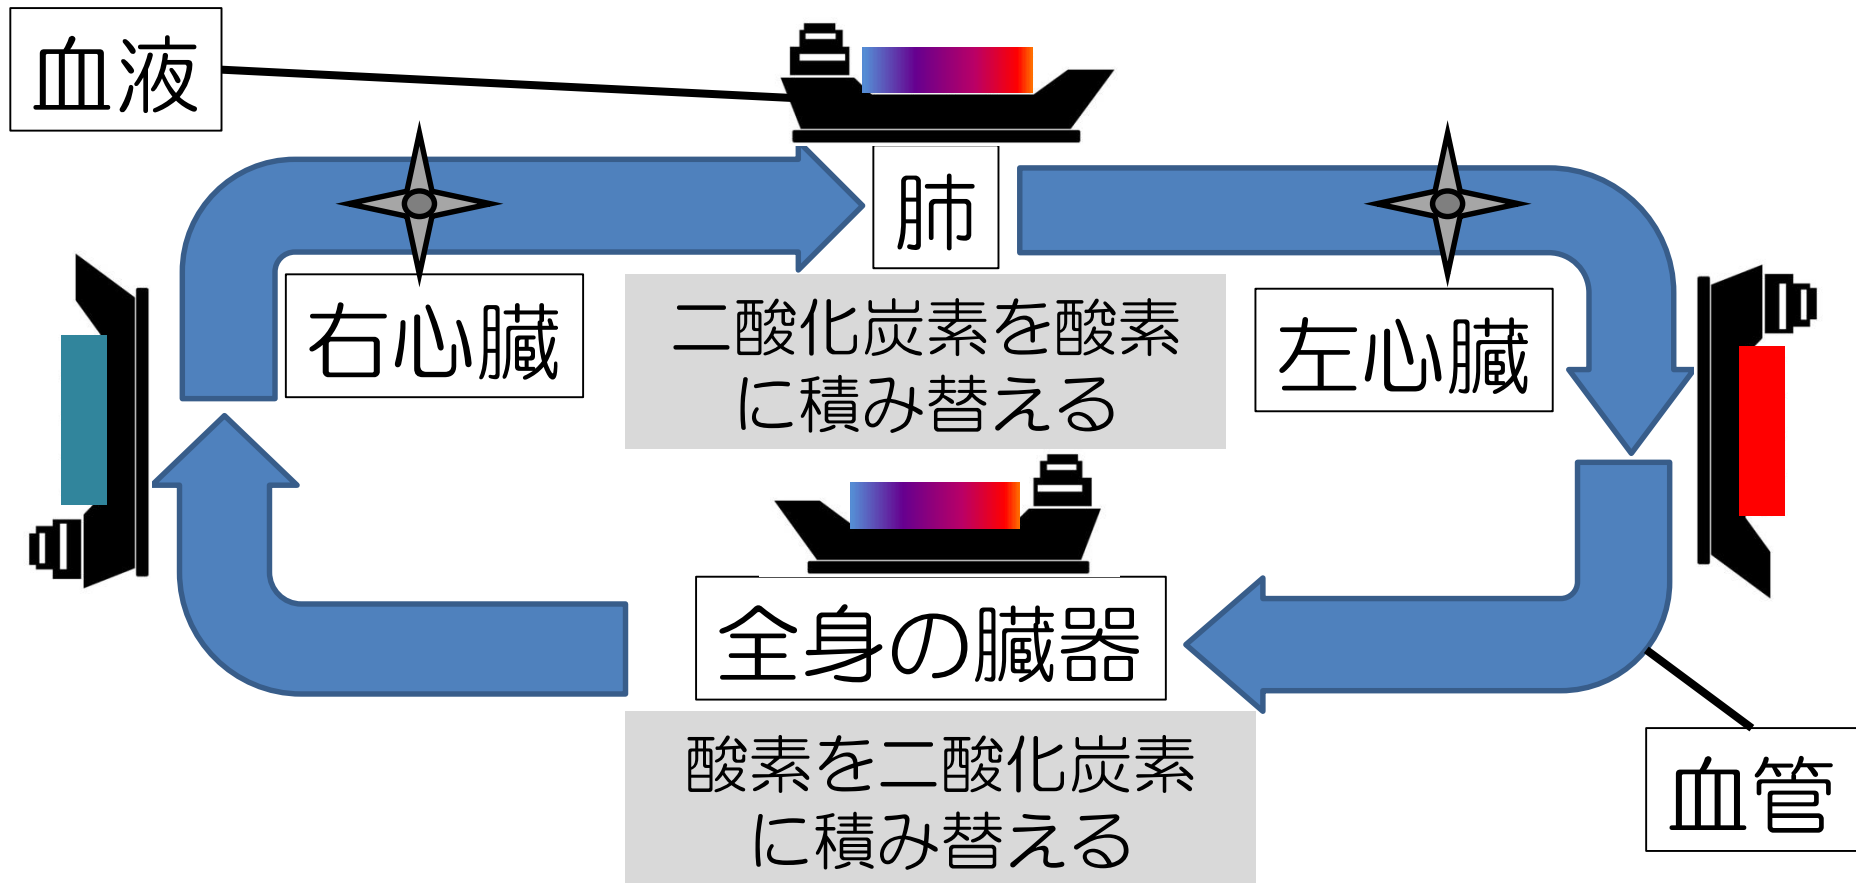 血液
肺
右心臓
二酸化炭素を酸素
に積み替える
左心臓
全身の臓器
酸素を二酸化炭素
に積み替える
血管